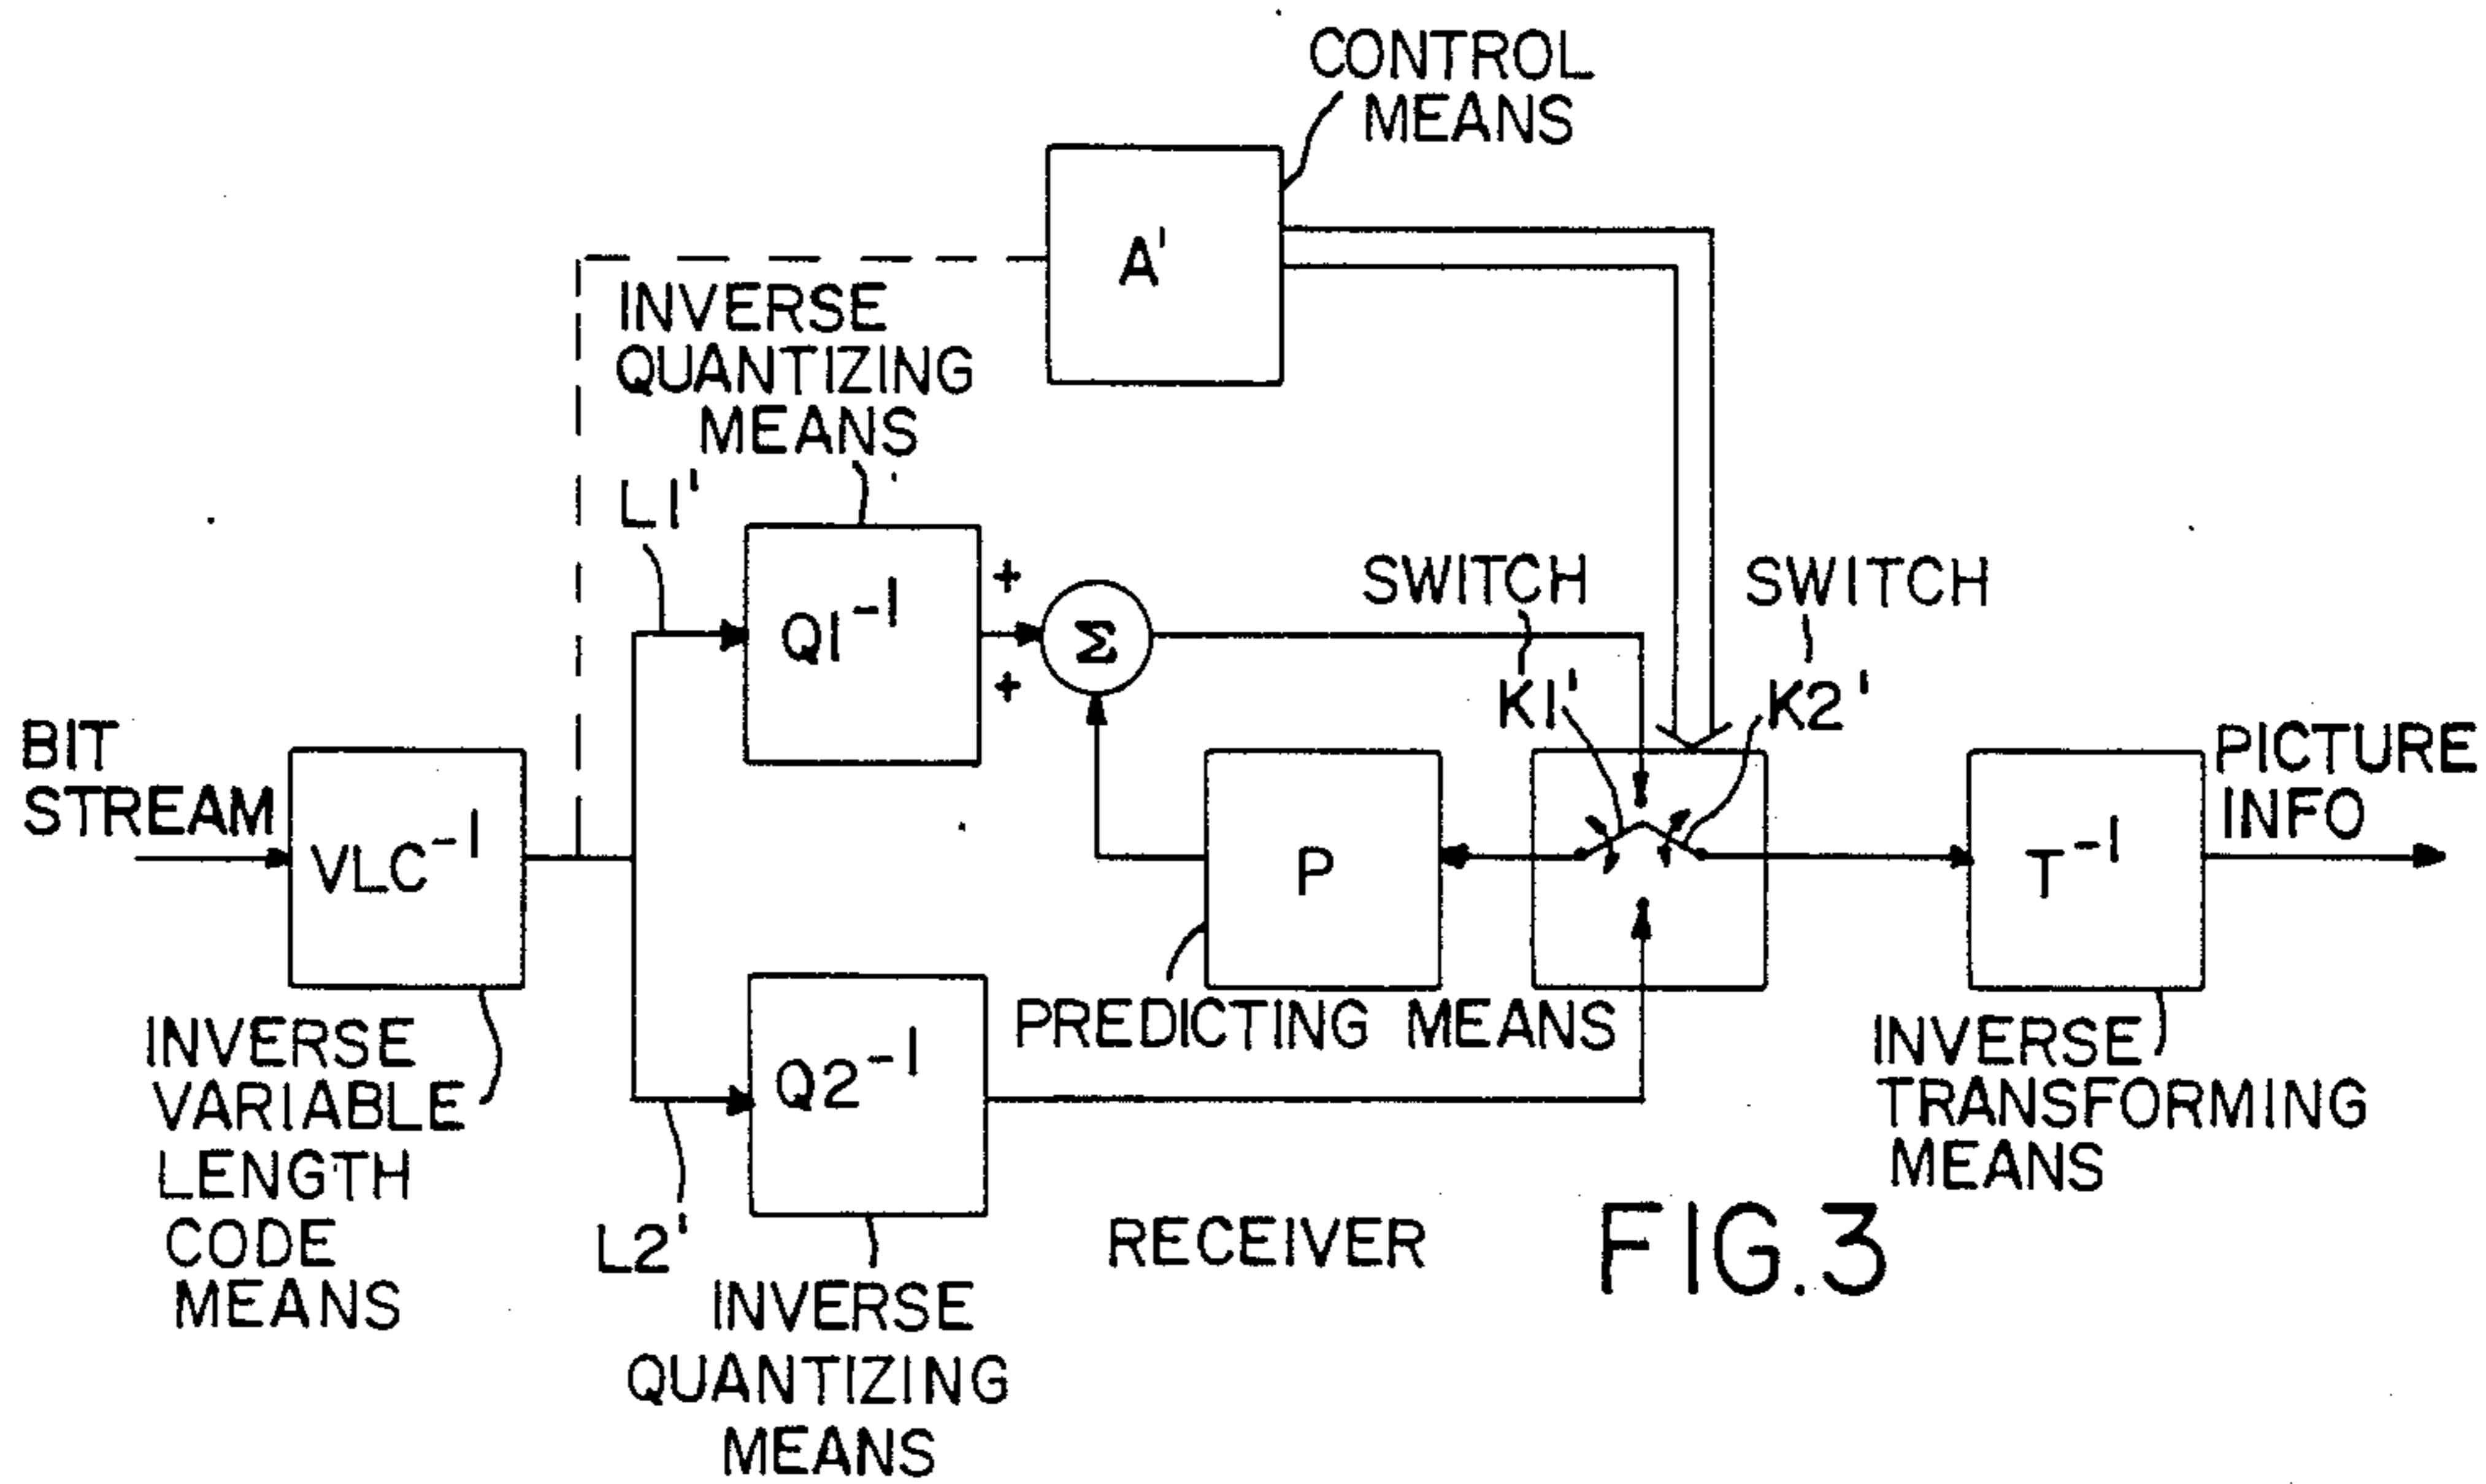 CONTROL
MEANS
A'
INVERSE
QUANTIZING
MEANS
L1'
Q1⁻¹
+
+
Σ
SWITCH
SWITCH
K1'
K2'
BIT
STREAM
VLC⁻¹
P
T⁻¹
PICTURE
INFO
INVERSE
VARIABLE
LENGTH
CODE
MEANS
L2'
Q2⁻¹
PREDICTING MEANS
INVERSE
TRANSFORMING
MEANS
INVERSE
QUANTIZING
MEANS
RECEIVER
FIG.3